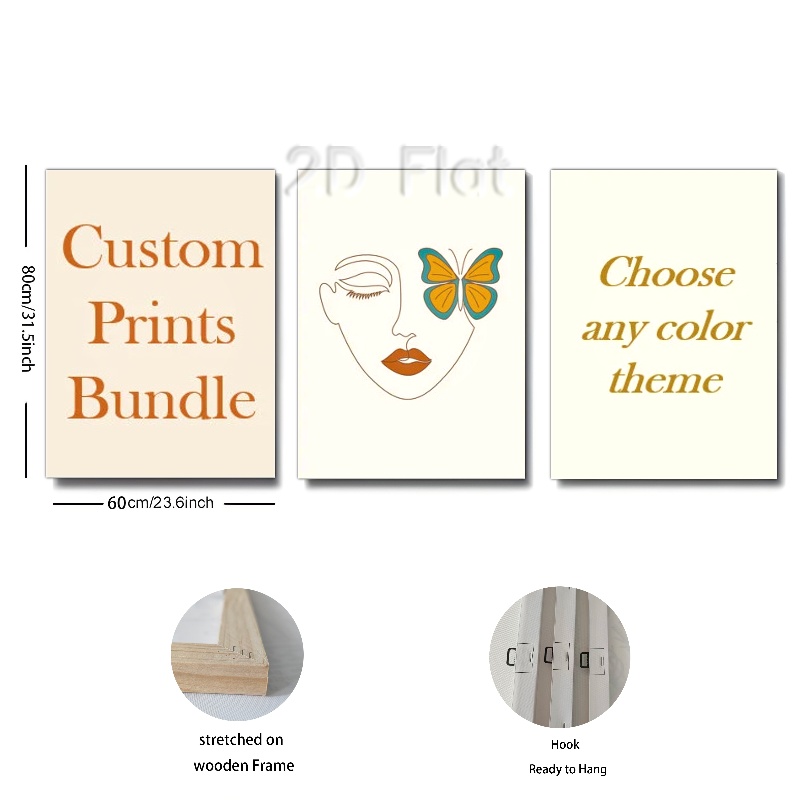 2D Flat
Custom
Prints
Bundle
Choose
any color
theme
80cm/31.5inch
60cm/23.6inch
stretched on
wooden Frame
Hook
Ready to Hang